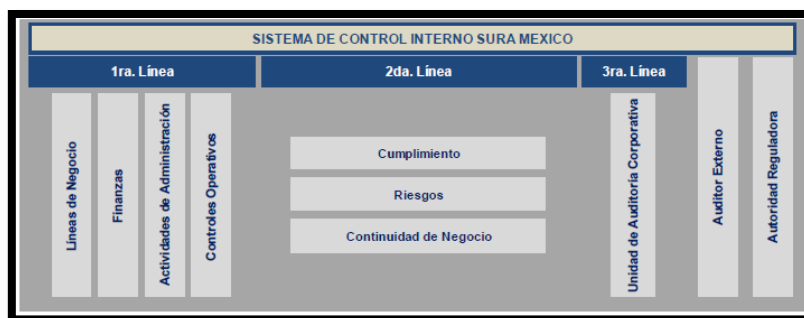 SISTEMA DE CONTROL INTERNO SURA MEXICO
1ra. Línea
2da. Línea
3ra. Línea
Líneas de Negocio
Finanzas
Actividades de Administración
Controles Operativos
Cumplimiento
Riesgos
Continuidad de Negocio
Unidad de Auditoría Corporativa
Auditor Externo
Autoridad Reguladora